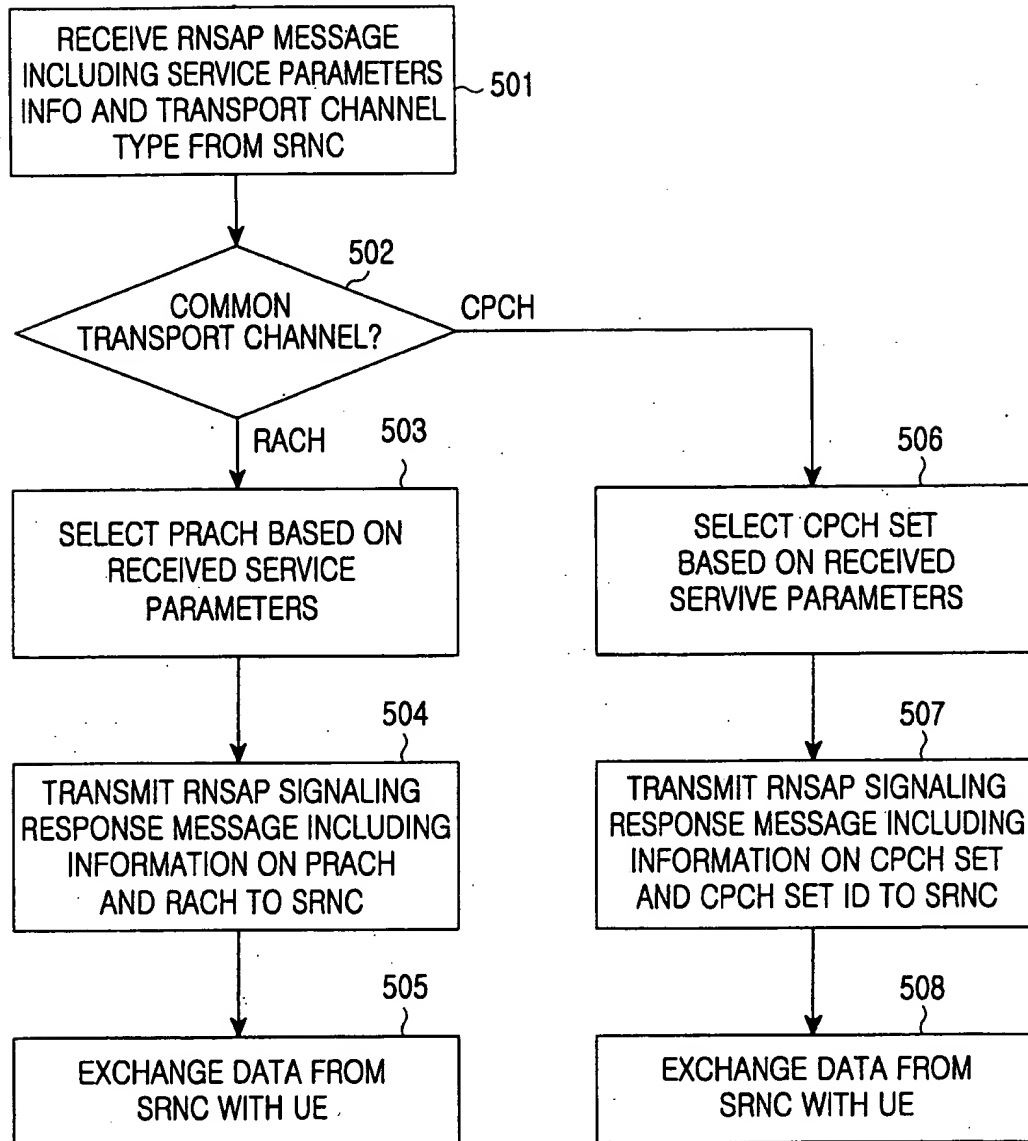 RECEIVE RNSAP MESSAGE
INCLUDING SERVICE PARAMETERS
INFO AND TRANSPORT CHANNEL
TYPE FROM SRNC
501
502
COMMON
TRANSPORT CHANNEL?
CPCH
RACH
503
SELECT PRACH BASED ON
RECEIVED SERVICE
PARAMETERS
506
SELECT CPCH SET
BASED ON RECEIVED
SERVIVE PARAMETERS
504
TRANSMIT RNSAP SIGNALING
RESPONSE MESSAGE INCLUDING
INFORMATION ON PRACH
AND RACH TO SRNC
507
TRANSMIT RNSAP SIGNALING
RESPONSE MESSAGE INCLUDING
INFORMATION ON CPCH SET
AND CPCH SET ID TO SRNC
505
EXCHANGE DATA FROM
SRNC WITH UE
508
EXCHANGE DATA FROM
SRNC WITH UE